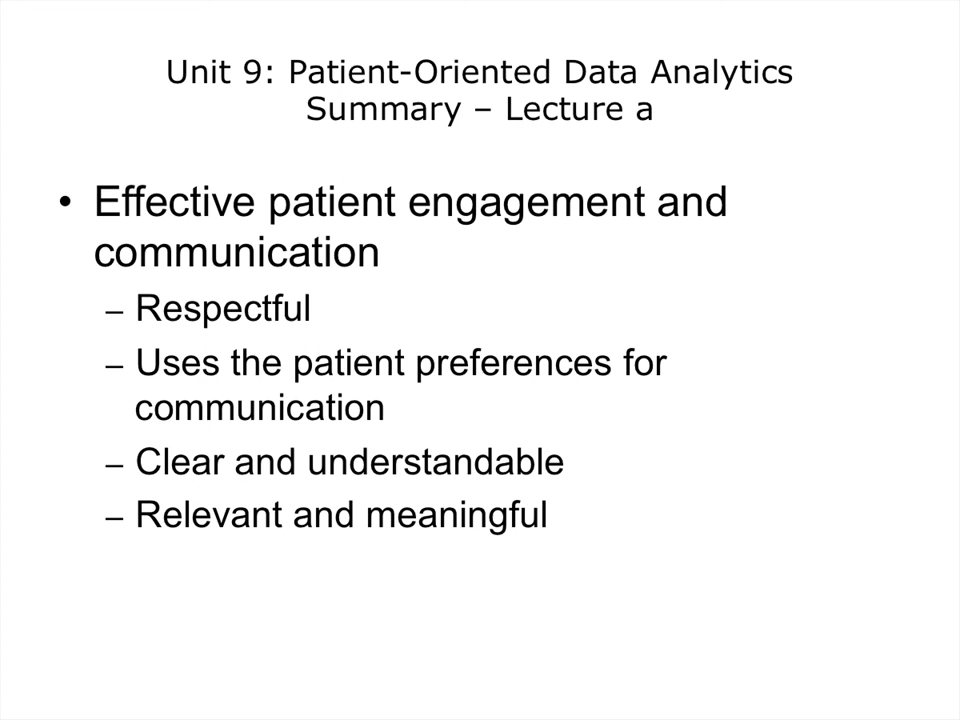 Unit 9: Patient-Oriented Data Analytics
Summary – Lecture a
• Effective patient engagement and
communication
– Respectful
– Uses the patient preferences for
communication
– Clear and understandable
– Relevant and meaningful